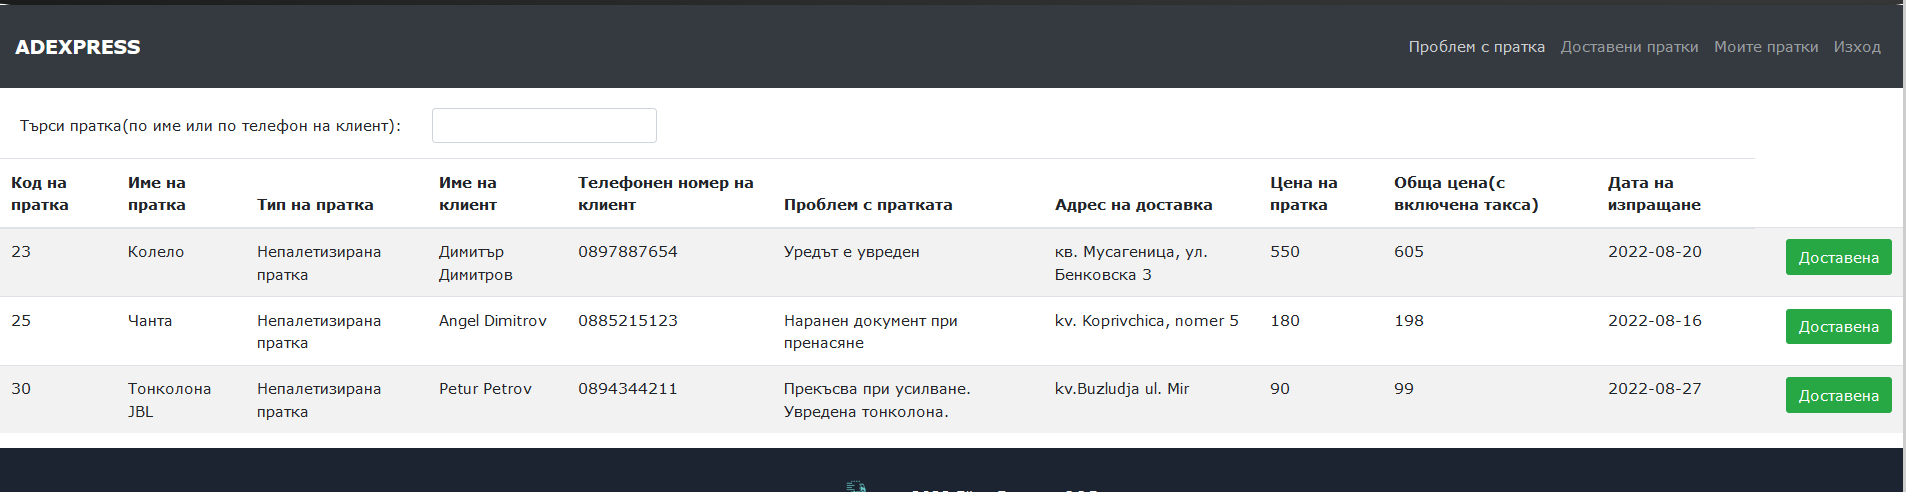 ADEXPRESS
Проблем с пратка Доставени пратки Моите пратки Изход
Търси пратка(по име или по телефон на клиент):
Код на пратка Име на пратка Тип на пратка Име на клиент Телефонен номер на клиент Проблем с пратката Адрес на доставка Цена на пратка Обща цена(с включена такса) Дата на изпращане
23 Колело Непалетизирана пратка Димитър Димитров 0897887654 Уредът е увреден кв. Мусагеница, ул. Бенковска 3 550 605 2022-08-20 Доставена
25 Чанта Непалетизирана пратка Angel Dimitrov 0885215123 Наранен документ при пренасяне kv. Koprivchica, nomer 5 180 198 2022-08-16 Доставена
30 Тонколона JBL Непалетизирана пратка Petur Petrov 0894344211 Прекъсва при усилване. Увредена тонколона. kv.Buzludja ul. Mir 90 99 2022-08-27 Доставена